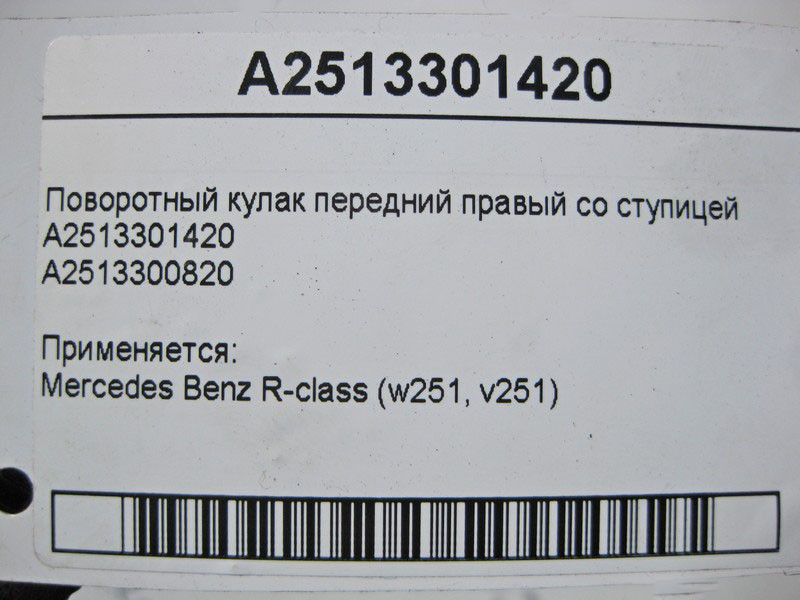 A2513301420
Поворотный кулак передний правый со ступицей
A2513301420
A2513300820
Применяется:
Mercedes Benz R-class (w251, v251)